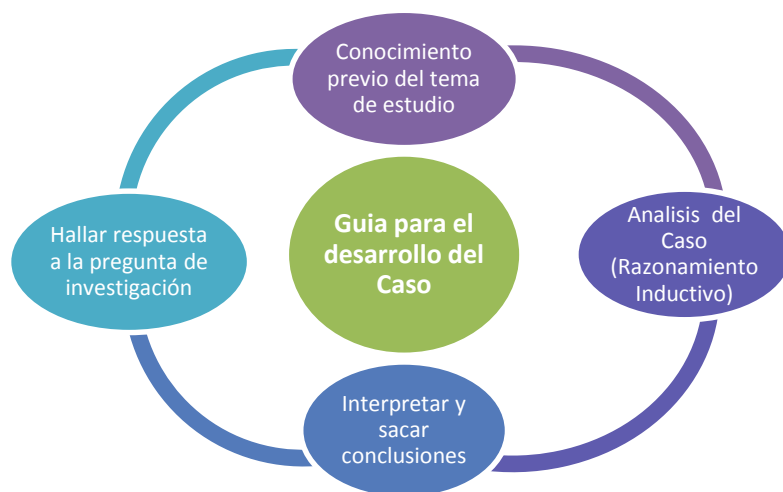 Conocimiento
previo del tema
de estudio
Guia para el
desarrollo del
Caso
Analisis del
Caso
(Razonamiento
Inductivo)
Interpretar y
sacar
conclusiones
Hallar respuesta
a la pregunta de
investigación